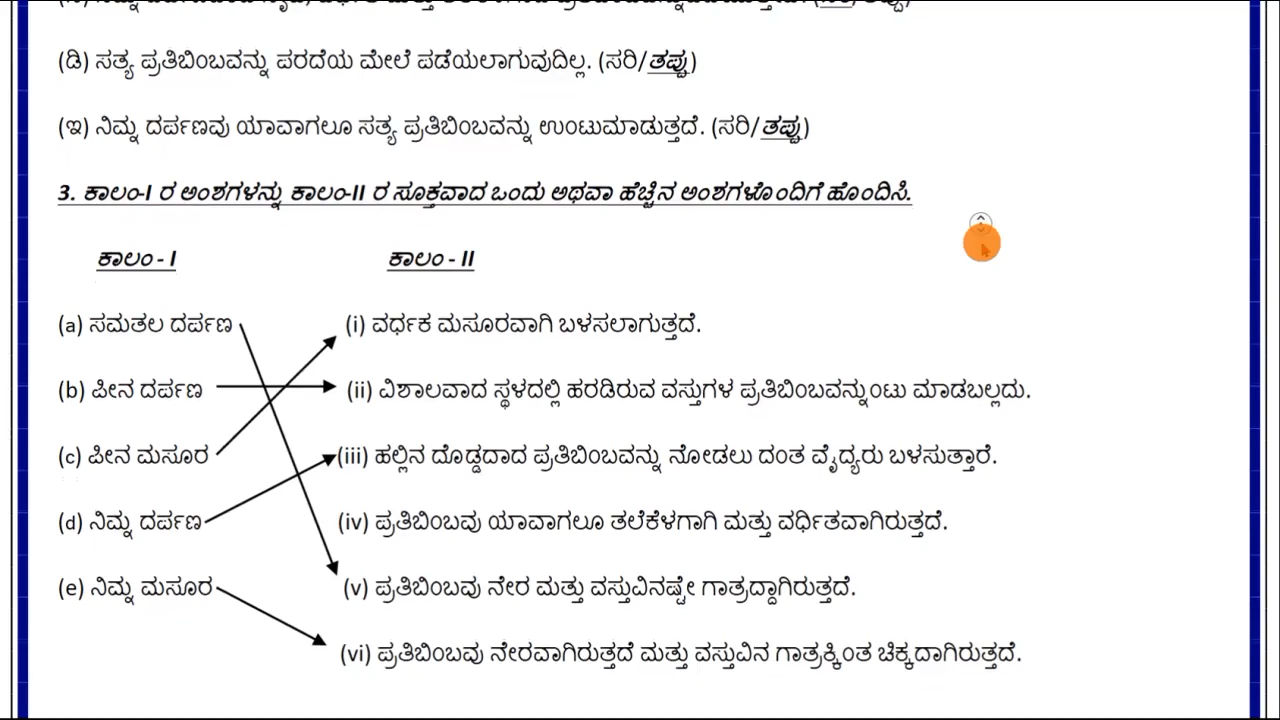 (ಡಿ) ಸತ್ಯ ಪ್ರತಿಬಿಂಬವನ್ನು ಪರದೆಯ ಮೇಲೆ ಪಡೆಯಲಾಗುವುದಿಲ್ಲ. (ಸರಿ/ತಪ್ಪು)
(ಇ) ನಿಮ್ನ ದರ್ಪಣವು ಯಾವಾಗಲೂ ಸತ್ಯ ಪ್ರತಿಬಿಂಬವನ್ನು ಉಂಟುಮಾಡುತ್ತದೆ. (ಸರಿ/ತಪ್ಪು)
3. ಕಾಲಂ-I ರ ಅಂಶಗಳನ್ನು ಕಾಲಂ-II ರ ಸೂಕ್ತವಾದ ಒಂದು ಅಥವಾ ಹೆಚ್ಚಿನ ಅಂಶಗಳೊಂದಿಗೆ ಹೊಂದಿಸಿ.
ಕಾಲಂ - I ಕಾಲಂ - II
(a) ಸಮತಲ ದರ್ಪಣ (i) ವರ್ಧಕ ಮಸೂರವಾಗಿ ಬಳಸಲಾಗುತ್ತದೆ.
(b) ಪೀನ ದರ್ಪಣ (ii) ವಿಶಾಲವಾದ ಸ್ಥಳದಲ್ಲಿ ಹರಡಿರುವ ವಸ್ತುಗಳ ಪ್ರತಿಬಿಂಬವನ್ನುಂಟು ಮಾಡಬಲ್ಲದು.
(c) ಪೀನ ಮಸೂರ (iii) ಹಲ್ಲಿನ ದೊಡ್ಡದಾದ ಪ್ರತಿಬಿಂಬವನ್ನು ನೋಡಲು ದಂತ ವೈದ್ಯರು ಬಳಸುತ್ತಾರೆ.
(d) ನಿಮ್ನ ದರ್ಪಣ (iv) ಪ್ರತಿಬಿಂಬವು ಯಾವಾಗಲೂ ತಲೆಕೆಳಗಾಗಿ ಮತ್ತು ವರ್ಧಿತವಾಗಿರುತ್ತದೆ.
(e) ನಿಮ್ನ ಮಸೂರ (v) ಪ್ರತಿಬಿಂಬವು ನೇರ ಮತ್ತು ವಸ್ತುವಿನಷ್ಟೇ ಗಾತ್ರದ್ದಾಗಿರುತ್ತದೆ.
(vi) ಪ್ರತಿಬಿಂಬವು ನೇರವಾಗಿರುತ್ತದೆ ಮತ್ತು ವಸ್ತುವಿನ ಗಾತ್ರಕ್ಕಿಂತ ಚಿಕ್ಕದಾಗಿರುತ್ತದೆ.